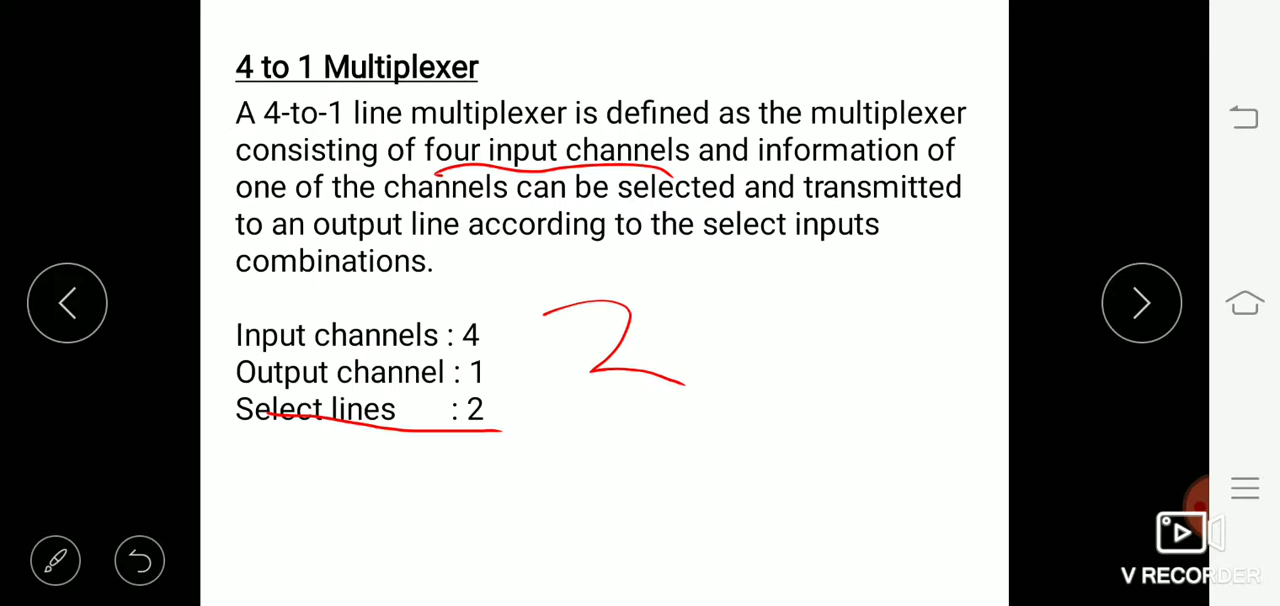 4 to 1 Multiplexer
A 4-to-1 line multiplexer is defined as the multiplexer
consisting of four input channels and information of
one of the channels can be selected and transmitted
to an output line according to the select inputs
combinations.
Input channels : 4
2
Output channel : 1
Select lines : 2
V RECORDER